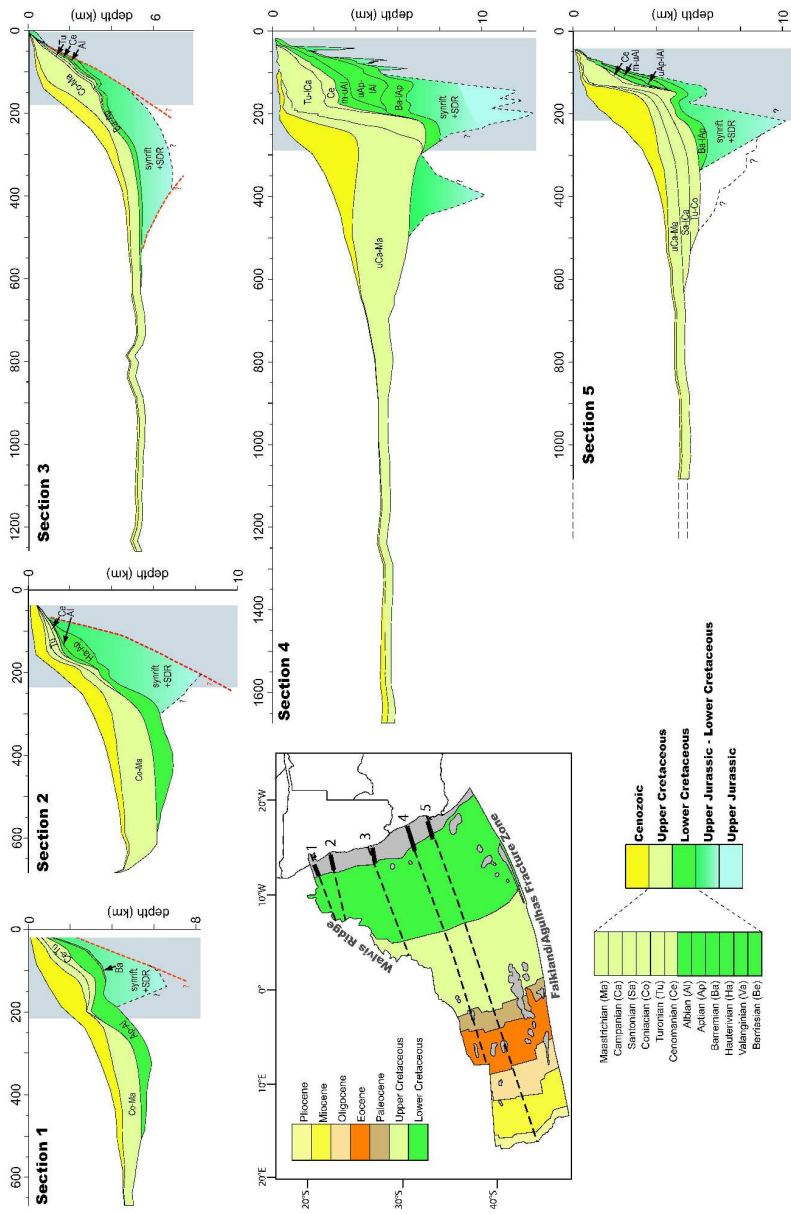 Section 1
0
200
400
600
0
4
8
depth (km)
Ce-Tu
Ba
Ap-Al
Co-Ma
synrift
+SDR
?
Section 2
0
200
400
600
0
2
4
6
10
depth (km)
Ce
Al
Tu
Ha-Ap
Co-Ma
synrift
+SDR
?
Section 3
0
200
400
600
800
1000
1200
0
3
6
depth (km)
Tu
Ce
Al
Co-Ma
Ba-Ap
synrift
+SDR
?
?
?
Section 4
0
200
400
600
800
1000
1200
1400
1600
0
10
depth (km)
Tu-lCa
Ce
m-uAl
uAp-
lAl
Ba-Ap
uCa-Ma
synrift
+SDR
?
?
Section 5
0
200
400
600
800
1000
0
10
depth (km)
Ce
m-uAl
uAp-lAl
Ba-lAp
uCa-Ma
Sa-lCa
Tu-Co
synrift
+SDR
?
?
?
Pliocene
Miocene
Oligocene
Eocene
Paleocene
Upper Cretaceous
Lower Cretaceous
20°W
10°W
0°
10°E
20°E
20°S
30°S
40°S
1
2
3
4
5
Walvis Ridge
Falkland/Agulhas Fracture Zone
Maastrichian (Ma)
Campanian (Ca)
Santonian (Sa)
Coniacian (Co)
Turonian (Tu)
Cenomanian (Ce)
Albian (Al)
Aptian (Ap)
Barremian (Ba)
Hauterivian (Ha)
Valanginian (Va)
Berriasian (Be)
Cenozoic
Upper Cretaceous
Lower Cretaceous
Upper Jurassic - Lower Cretaceous
Upper Jurassic